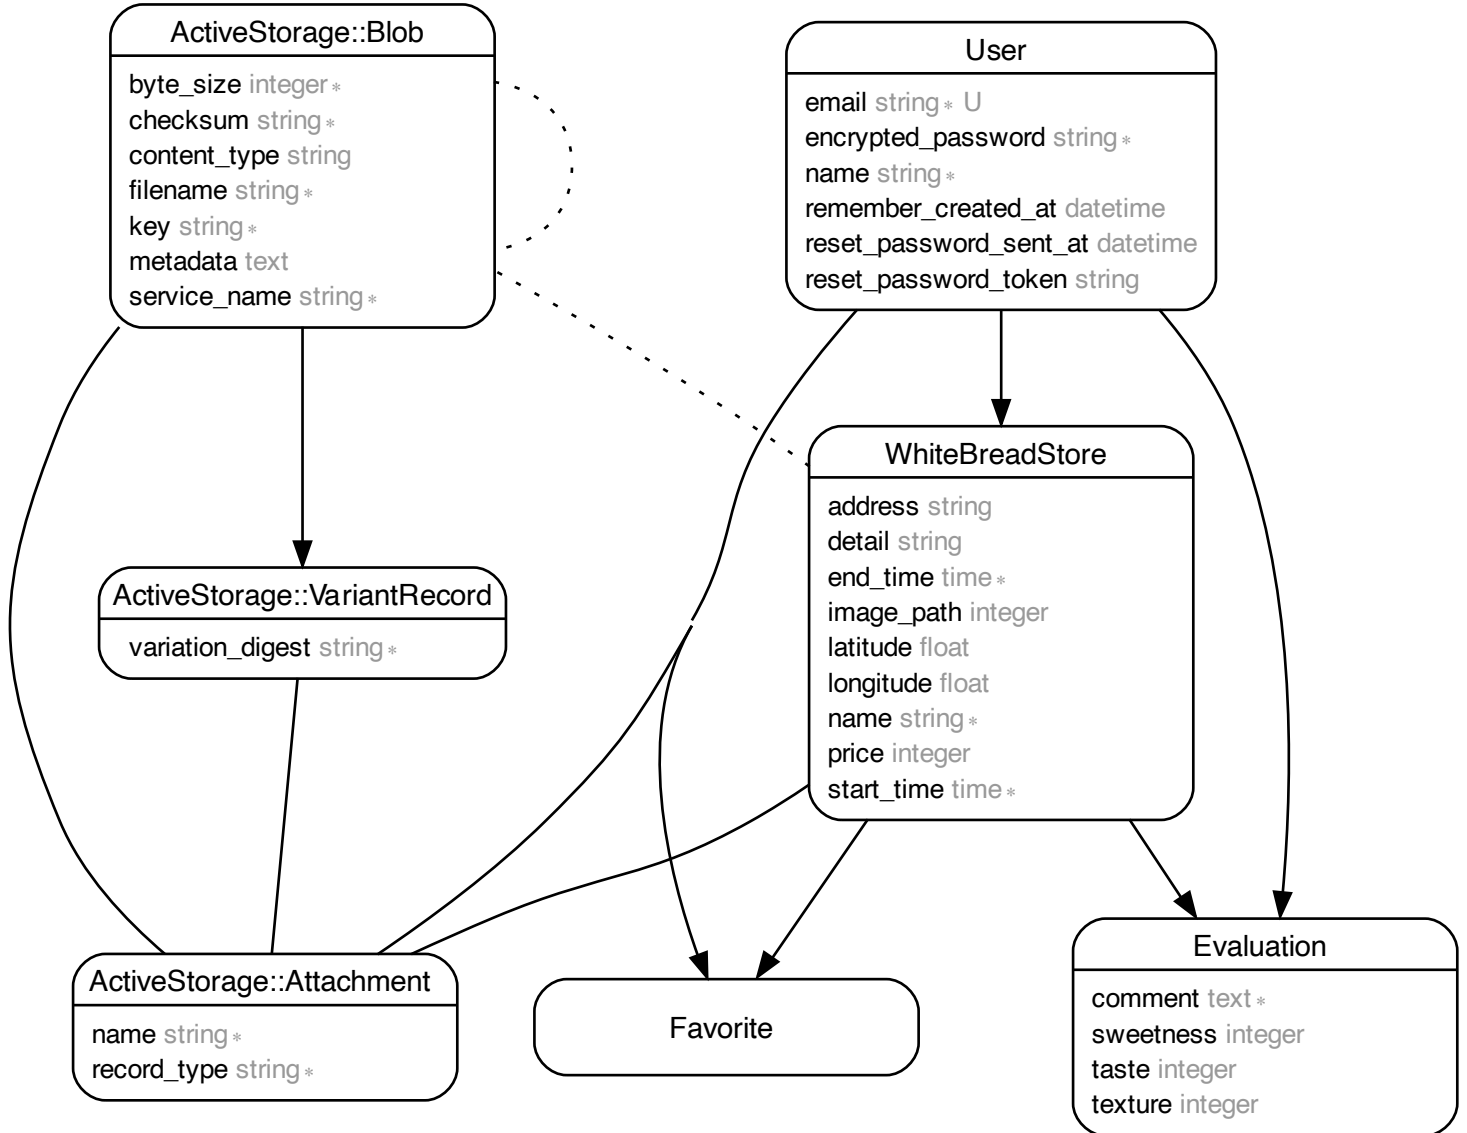 ActiveStorage::Blob
byte_size integer *
checksum string *
content_type string
filename string *
key string *
metadata text
service_name string *
User
email string * U
encrypted_password string *
name string *
remember_created_at datetime
reset_password_sent_at datetime
reset_password_token string
WhiteBreadStore
address string
detail string
end_time time *
image_path integer
latitude float
longitude float
name string *
price integer
start_time time *
ActiveStorage::VariantRecord
variation_digest string *
ActiveStorage::Attachment
name string *
record_type string *
Favorite
Evaluation
comment text *
sweetness integer
taste integer
texture integer